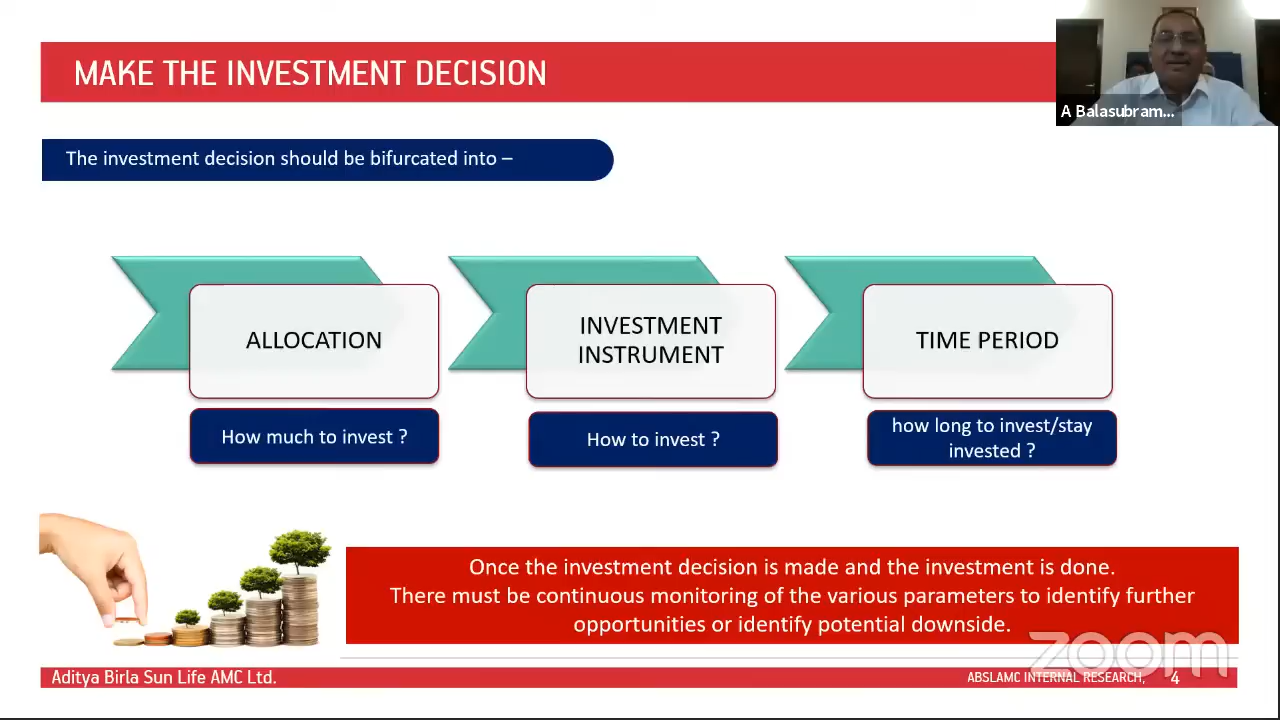 MAKE THE INVESTMENT DECISION
A Balasubram...
The investment decision should be bifurcated into –
ALLOCATION
How much to invest ?
INVESTMENT
INSTRUMENT
How to invest ?
TIME PERIOD
how long to invest/stay
invested ?
Once the investment decision is made and the investment is done.
There must be continuous monitoring of the various parameters to identify further
opportunities or identify potential downside.
zoom
Aditya Birla Sun Life AMC Ltd.
ABSLAMC INTERNAL RESEARCH,
4